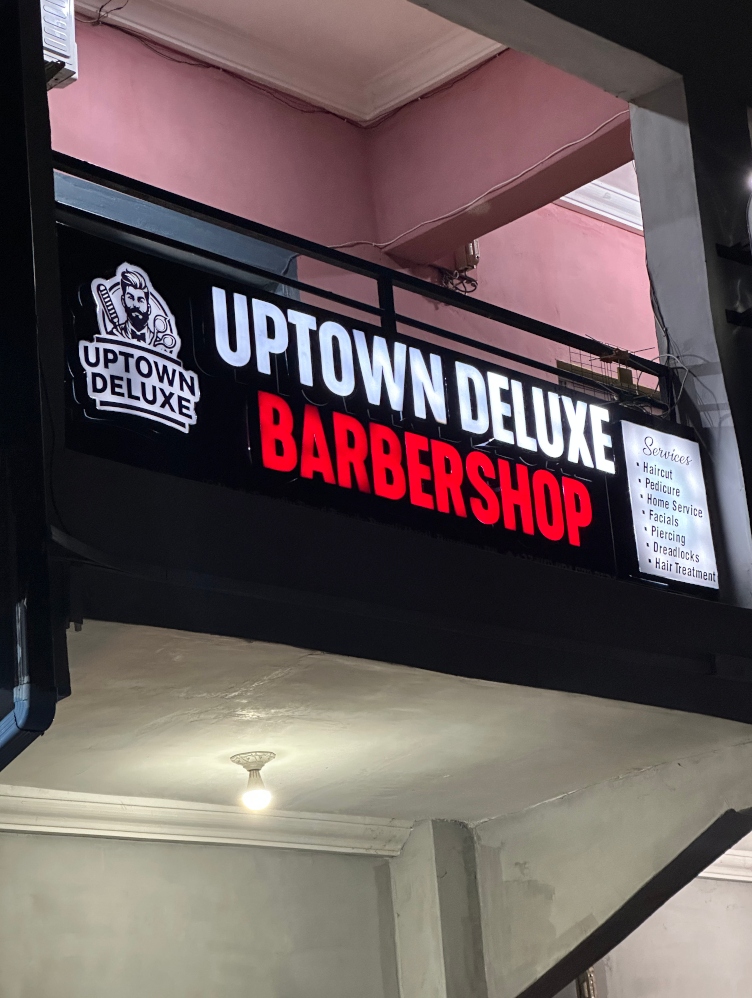 UPTOWN
DELUXE
UPTOWN DELUXE
BARBERSHOP
Services
• Haircut
• Pedicure
• Home Service
• Facials
• Piercing
• Dreadlocks
• Hair Treatment